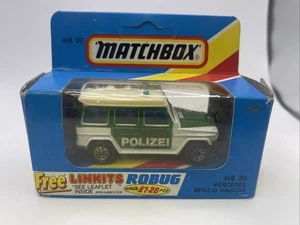 MB 30
MATCHBOX
POLIZEI
Free LINKITS ROBUG
*SEE LEAFLET
INSIDE
MB 30
MERCEDES
BENZ G WAGON